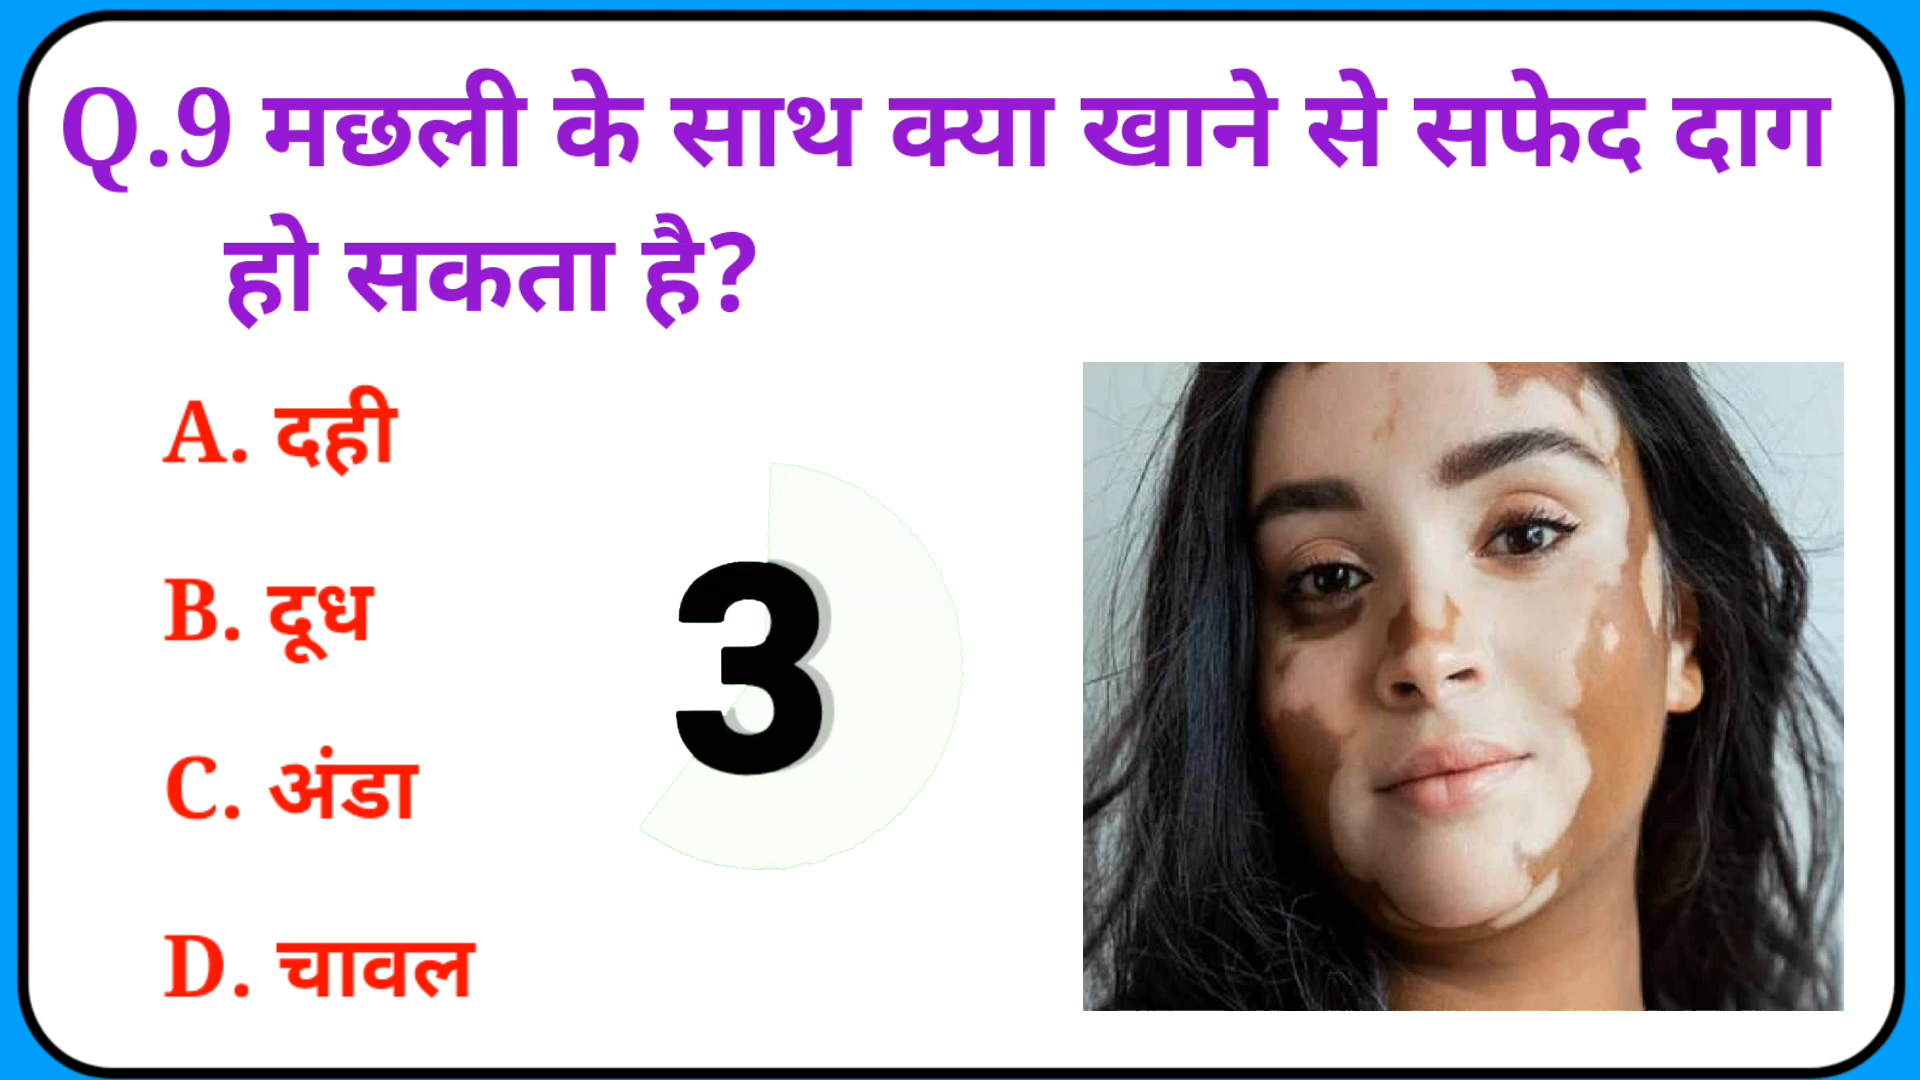 Q.9 मछली के साथ क्या खाने से सफेद दाग
हो सकता है?
A. दही
B. दूध
3
C. अंडा
D. चावल